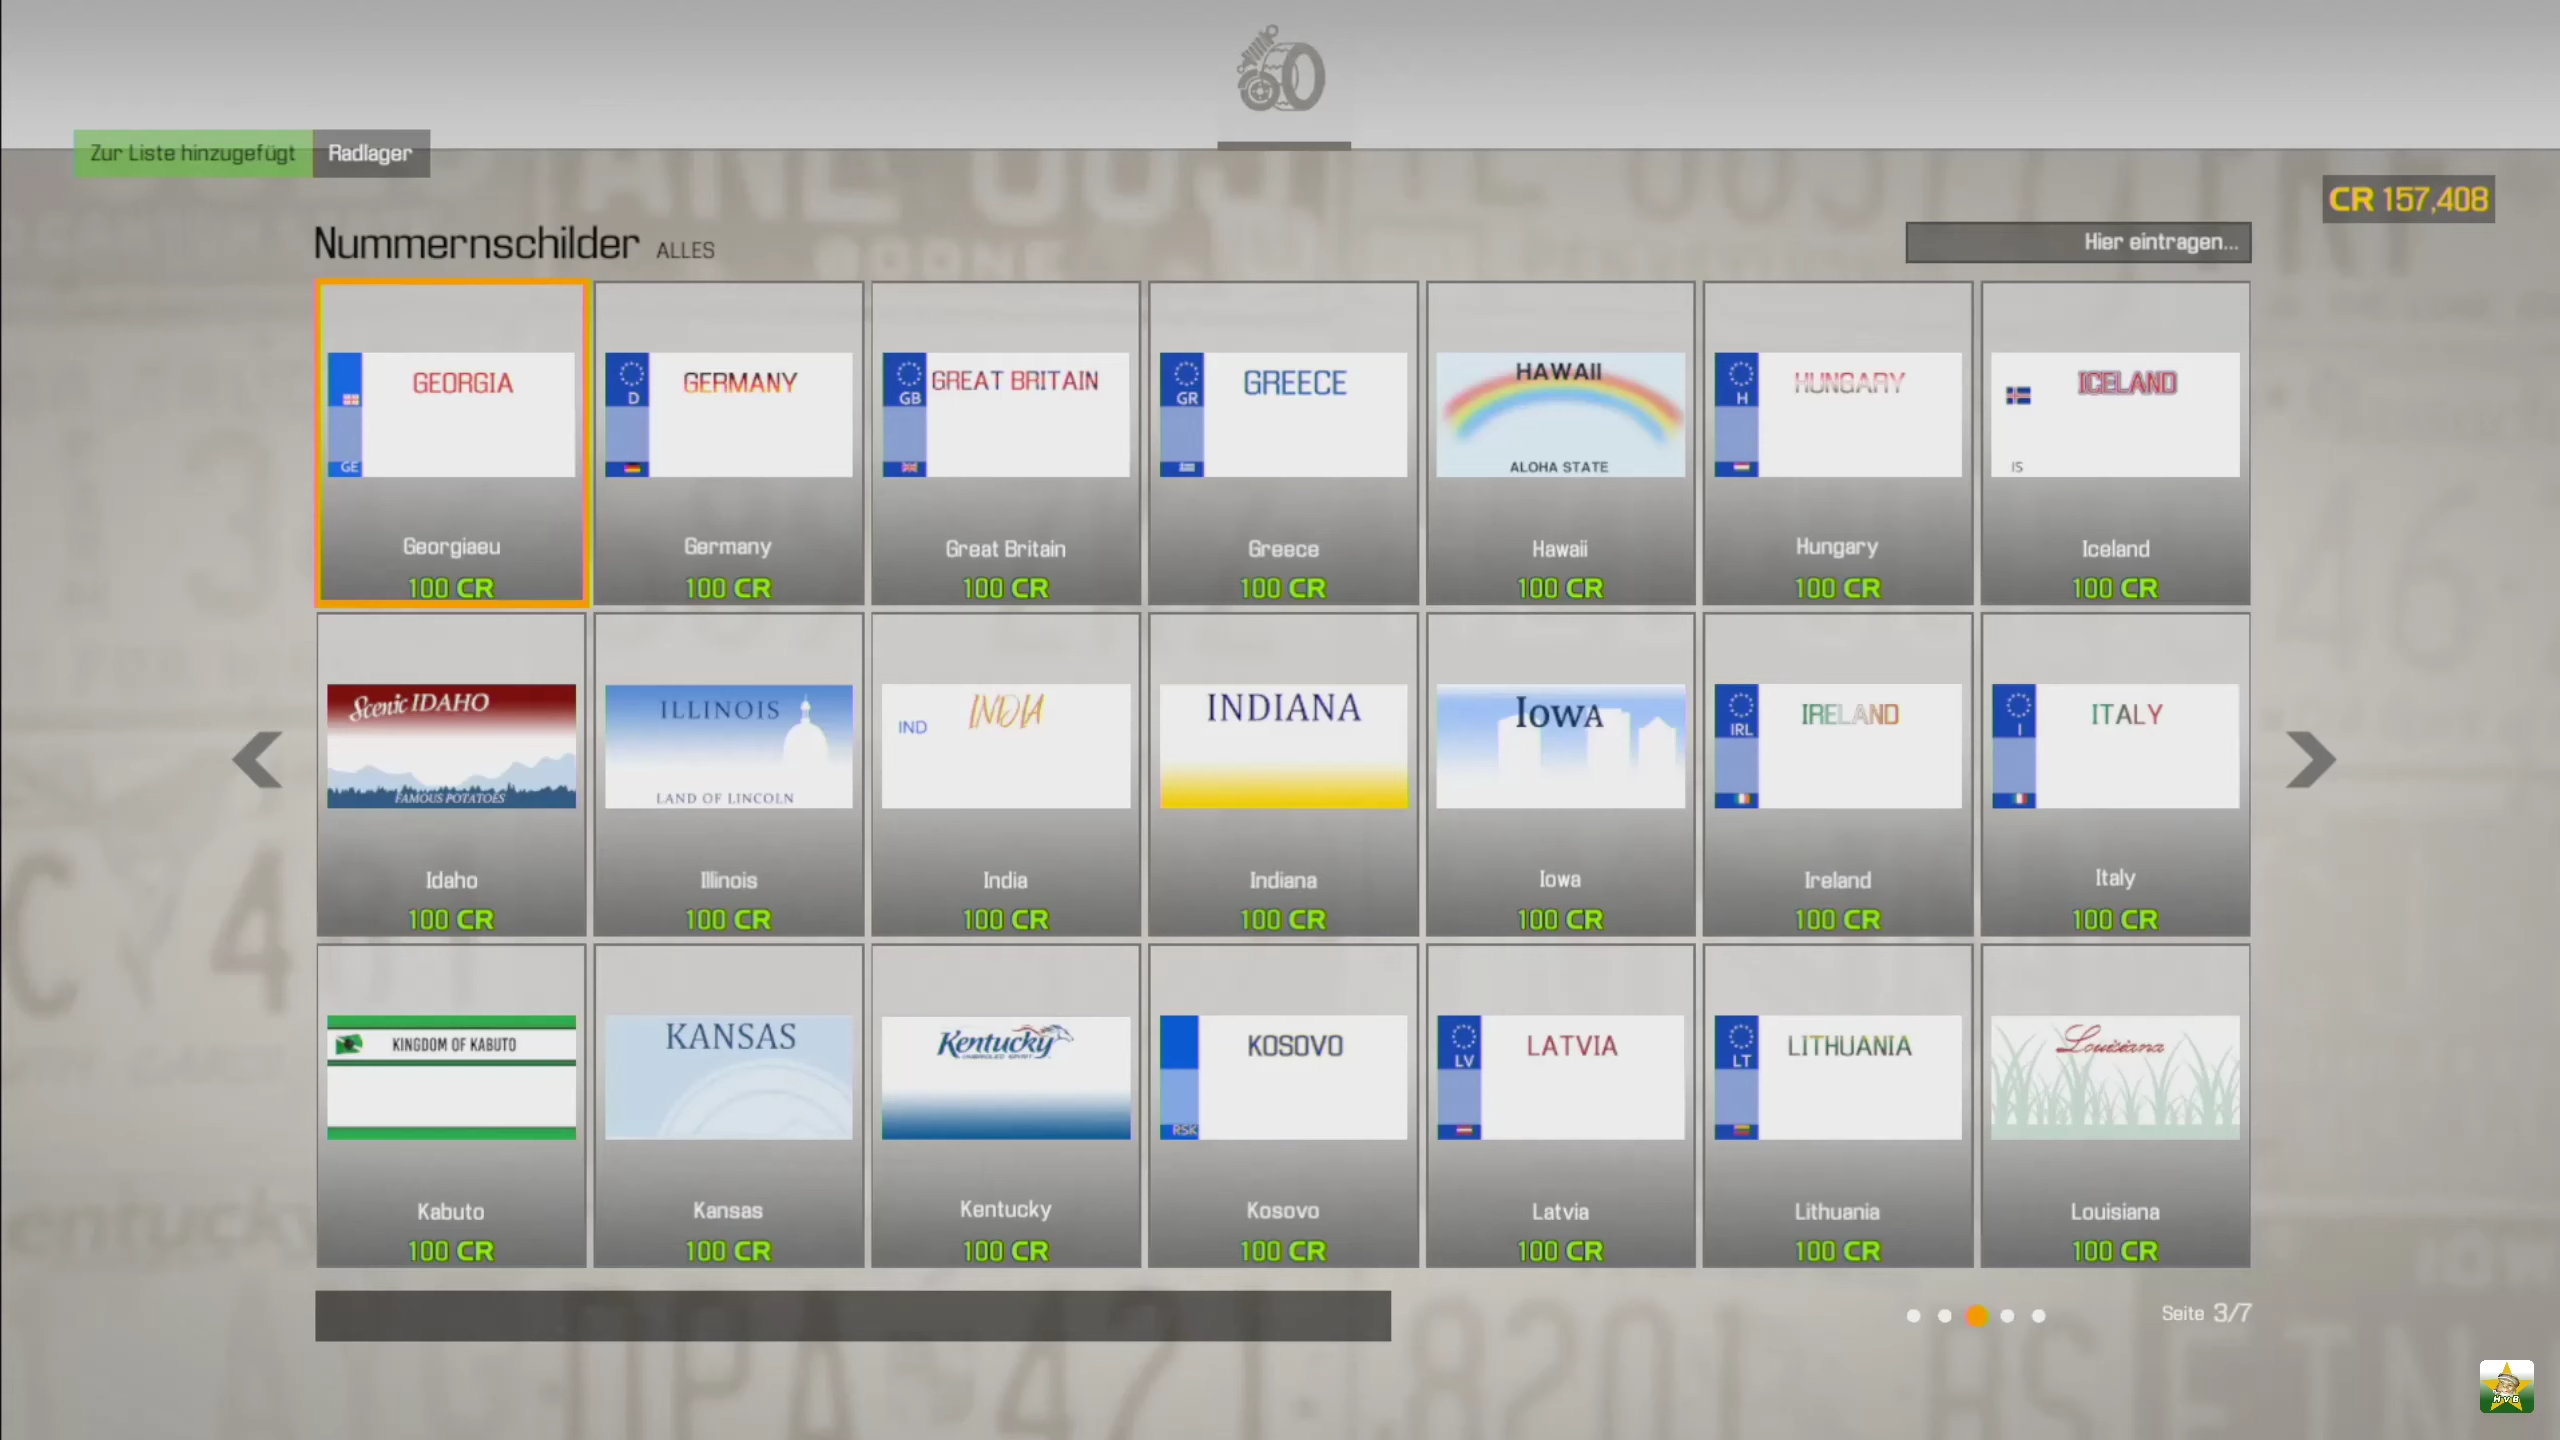 Zur Liste hinzugefügt Radlager
CR 157,408
Nummernschilder ALLES
Hier eintragen...
GEORGIA
GE
Georgiaeu
100 CR
D
GERMANY
Germany
100 CR
GB
GREAT BRITAIN
Great Britain
100 CR
GR
GREECE
Greece
100 CR
HAWAII
ALOHA STATE
Hawaii
100 CR
H
HUNGARY
Hungary
100 CR
ICELAND
IS
Iceland
100 CR
Scenic IDAHO
FAMOUS POTATOES
Idaho
100 CR
ILLINOIS
LAND OF LINCOLN
Illinois
100 CR
IND
INDIA
India
100 CR
INDIANA
Indiana
100 CR
IOWA
Iowa
100 CR
IRL
IRELAND
Ireland
100 CR
I
ITALY
Italy
100 CR
KINGDOM OF KABUTO
Kabuto
100 CR
KANSAS
Kansas
100 CR
Kentucky
UNBRIDLED SPIRIT
Kentucky
100 CR
KOSOVO
RSK
Kosovo
100 CR
LV
LATVIA
Latvia
100 CR
LT
LITHUANIA
Lithuania
100 CR
Louisiana
Louisiana
100 CR
Seite 3/7